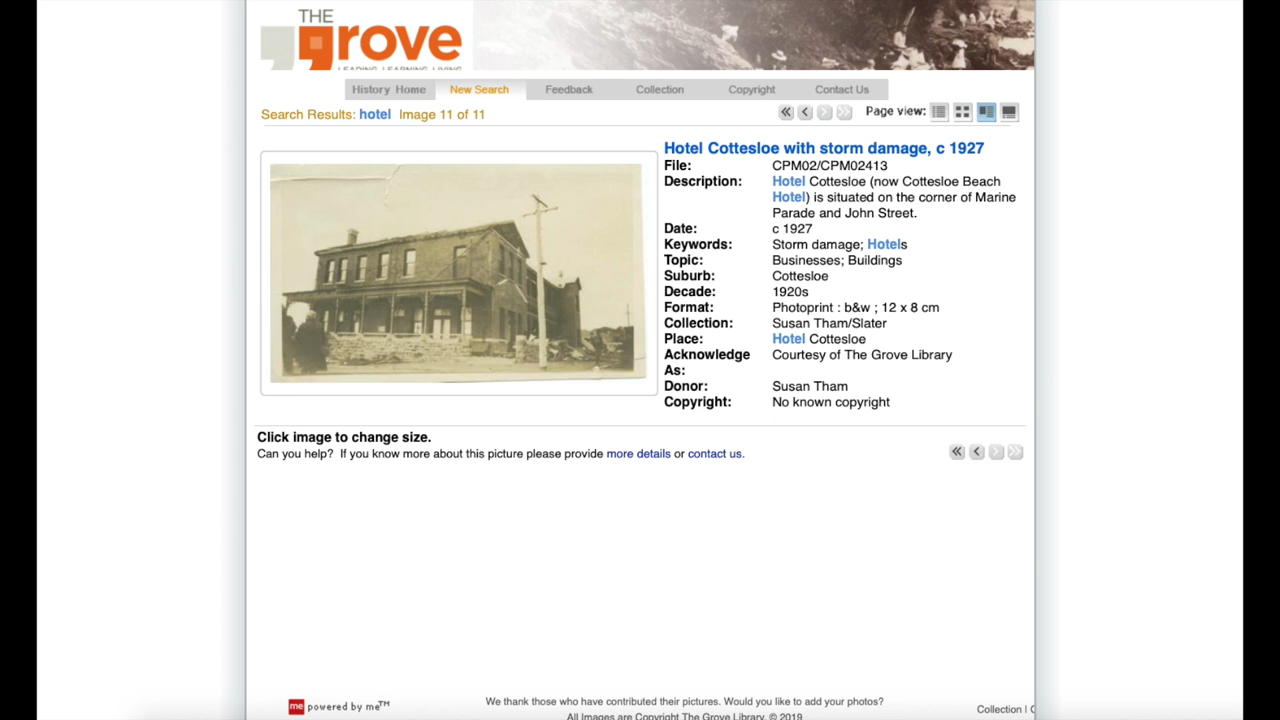 THE
grove
LEADING LEARNING LIVING
History Home New Search Feedback Collection Copyright Contact Us
Search Results: hotel Image 11 of 11
Page view:
Hotel Cottesloe with storm damage, c 1927
File: CPM02/CPM02413
Description: Hotel Cottesloe (now Cottesloe Beach
Hotel) is situated on the corner of Marine
Parade and John Street.
Date: c 1927
Keywords: Storm damage; Hotels
Topic: Businesses; Buildings
Suburb: Cottesloe
Decade: 1920s
Format: Photoprint : b&w ; 12 x 8 cm
Collection: Susan Tham/Slater
Place: Hotel Cottesloe
Acknowledge Courtesy of The Grove Library
As:
Donor: Susan Tham
Copyright: No known copyright
Click image to change size.
Can you help? If you know more about this picture please provide more details or contact us.
me powered by me™
We thank those who have contributed their pictures. Would you like to add your photos?
All Images are Copyright The Grove Library. © 2019
Collection |